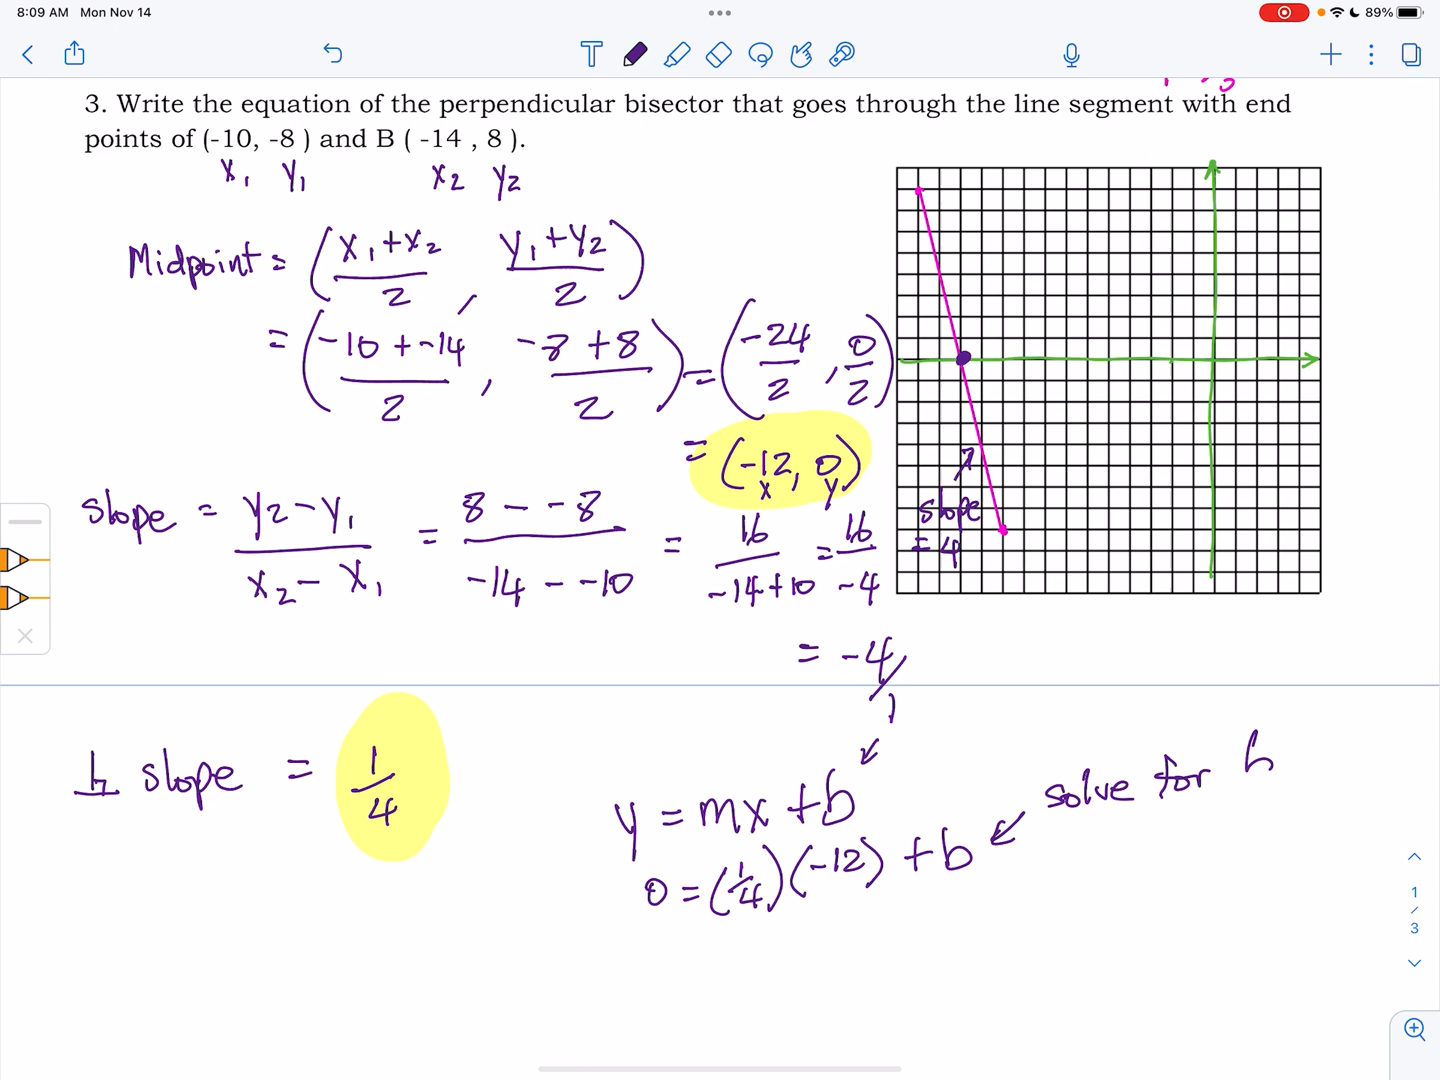 8:09 AM Mon Nov 14
89%
3. Write the equation of the perpendicular bisector that goes through the line segment with end
points of (-10, -8 ) and B ( -14 , 8 ).
x₁ y₁ x₂ y₂
Midpoint = (x₁+x₂/2, y₁+y₂/2)
= (-10+-14/2, -8+8/2) = (-24/2, 0/2)
= (-12, 0)
x y
slope = y₂-y₁/x₂-x₁ = 8--8/-14--10 = 16/-14+10 = 16/-4
slope
= 4
= -4/1
⊥ slope = 1/4
y = mx+b
solve for b
0 = (1/4)(-12)+b
1
/
3